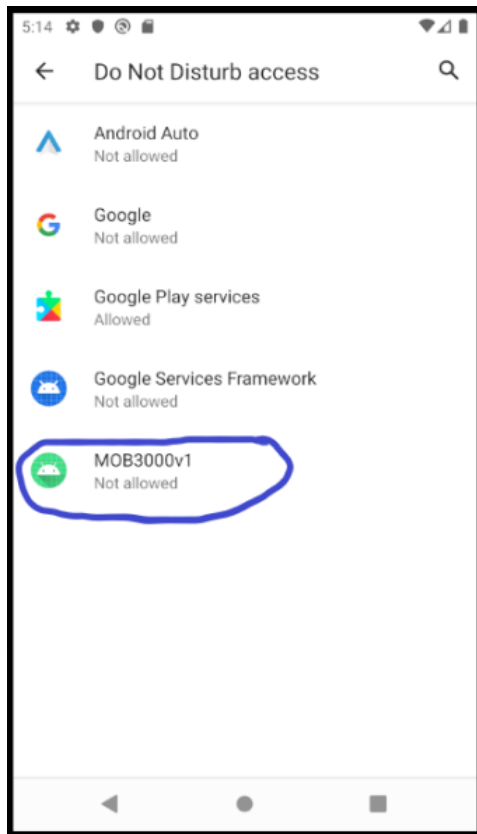 5:14
Do Not Disturb access
Android Auto
Not allowed
Google
Not allowed
Google Play services
Allowed
Google Services Framework
Not allowed
MOB3000v1
Not allowed